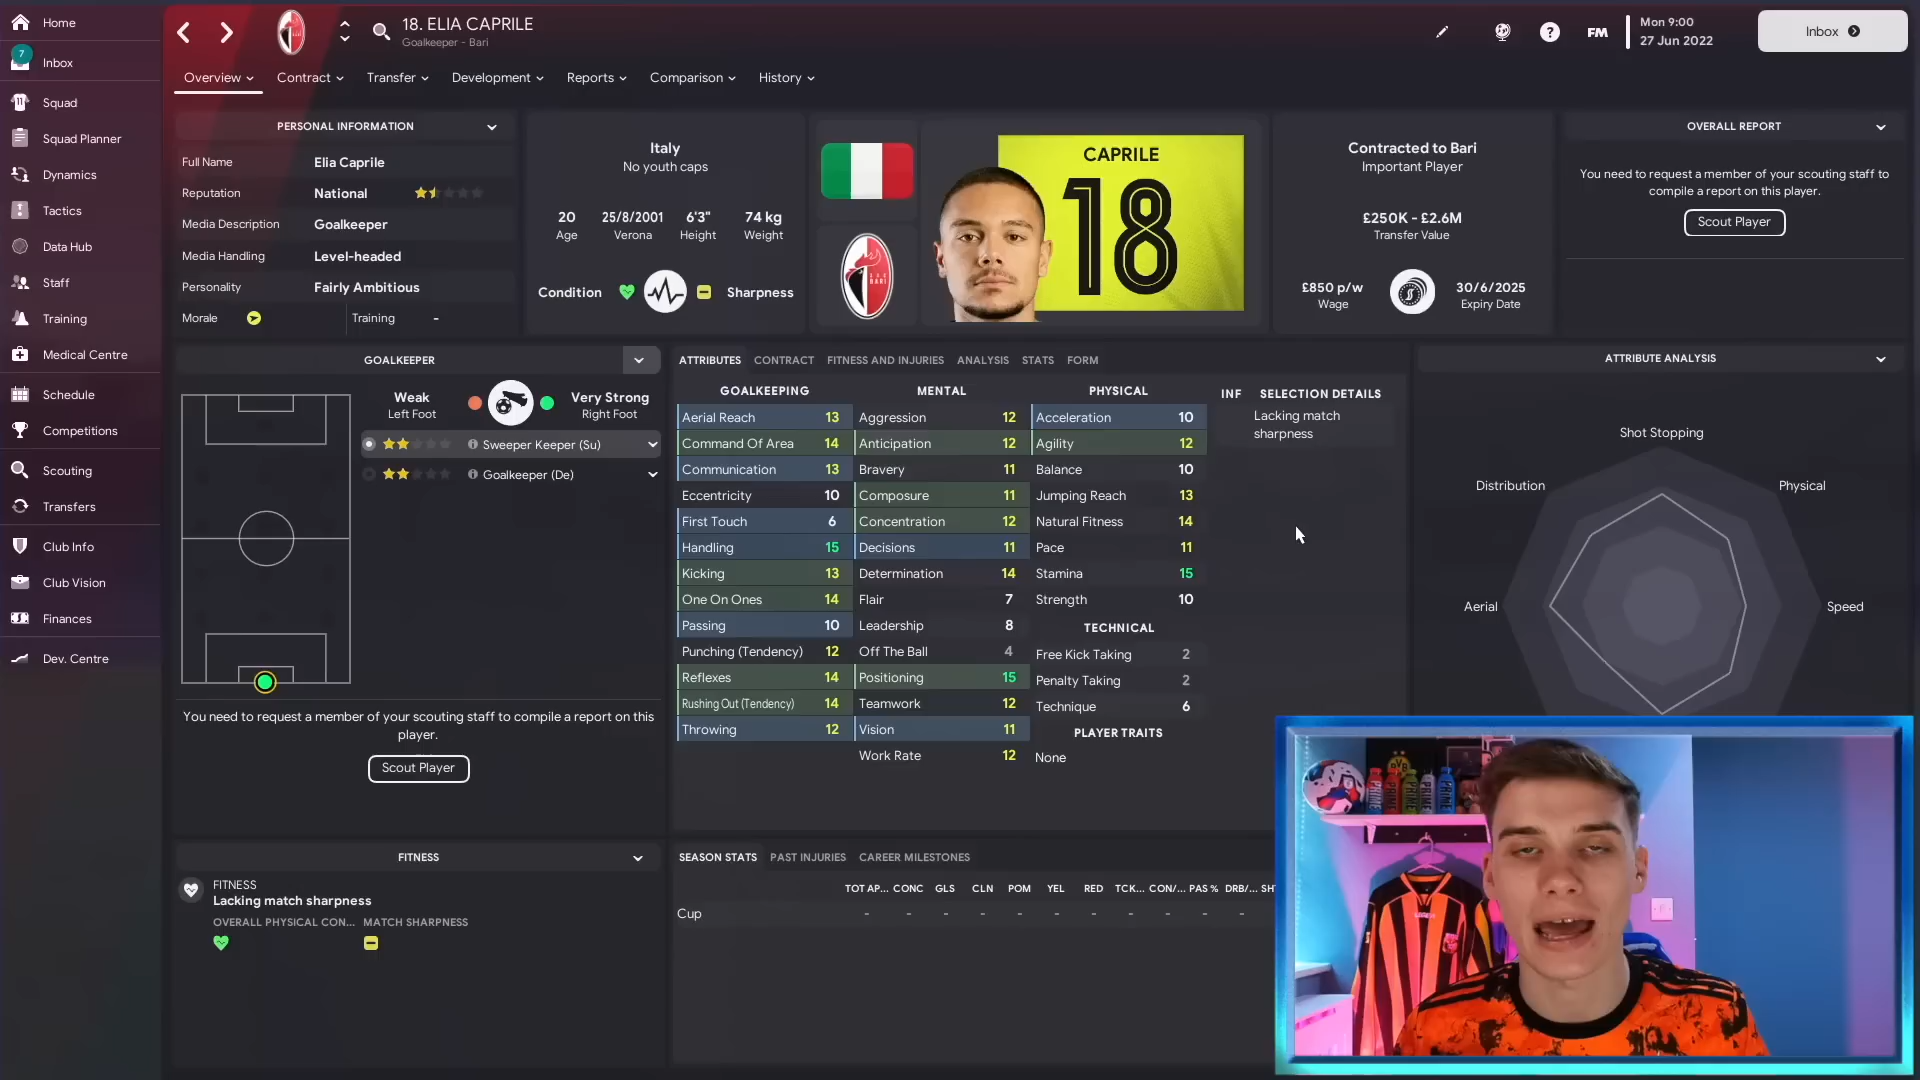 Home
7
Inbox
Squad
Squad Planner
Dynamics
Tactics
Data Hub
Staff
Training
Medical Centre
Schedule
Competitions
Scouting
Transfers
Club Info
Club Vision
Finances
Dev. Centre
18. ELIA CAPRILE
Goalkeeper - Bari
FM
Mon 9:00
27 Jun 2022
Inbox
Overview
Contract
Transfer
Development
Reports
Comparison
History
PERSONAL INFORMATION
Full Name Elia Caprile
Reputation National
Media Description Goalkeeper
Media Handling Level-headed
Personality Fairly Ambitious
Morale Training -
Italy
No youth caps
20 25/8/2001 6'3" 74 kg
Age Verona Height Weight
Condition Sharpness
CAPRILE
18
Contracted to Bari
Important Player
£250K - £2.6M
Transfer Value
£850 p/w 30/6/2025
Wage Expiry Date
OVERALL REPORT
You need to request a member of your scouting staff to
compile a report on this player.
Scout Player
GOALKEEPER
Weak Very Strong
Left Foot Right Foot
Sweeper Keeper (Su)
Goalkeeper (De)
You need to request a member of your scouting staff to compile a report on this
player.
Scout Player
ATTRIBUTES CONTRACT FITNESS AND INJURIES ANALYSIS STATS FORM
GOALKEEPING
Aerial Reach 13
Command Of Area 14
Communication 13
Eccentricity 10
First Touch 6
Handling 15
Kicking 13
One On Ones 14
Passing 10
Punching (Tendency) 12
Reflexes 14
Rushing Out (Tendency) 14
Throwing 12
MENTAL
Aggression 12
Anticipation 12
Bravery 11
Composure 11
Concentration 12
Decisions 11
Determination 14
Flair 7
Leadership 8
Off The Ball 4
Positioning 15
Teamwork 12
Vision 11
Work Rate 12
PHYSICAL
Acceleration 10
Agility 12
Balance 10
Jumping Reach 13
Natural Fitness 14
Pace 11
Stamina 15
Strength 10
TECHNICAL
Free Kick Taking 2
Penalty Taking 2
Technique 6
PLAYER TRAITS
None
INF SELECTION DETAILS
Lacking match
sharpness
ATTRIBUTE ANALYSIS
Shot Stopping
Distribution Physical
Aerial Speed
FITNESS
FITNESS
Lacking match sharpness
OVERALL PHYSICAL CON... MATCH SHARPNESS
SEASON STATS PAST INJURIES CAREER MILESTONES
TOT AP... CONC GLS CLN POM YEL RED TCK... CON/... PAS % DRB/... SH
Cup - - - - - - - - - - -
PRIME PRIME PRIME PRIME
BVB